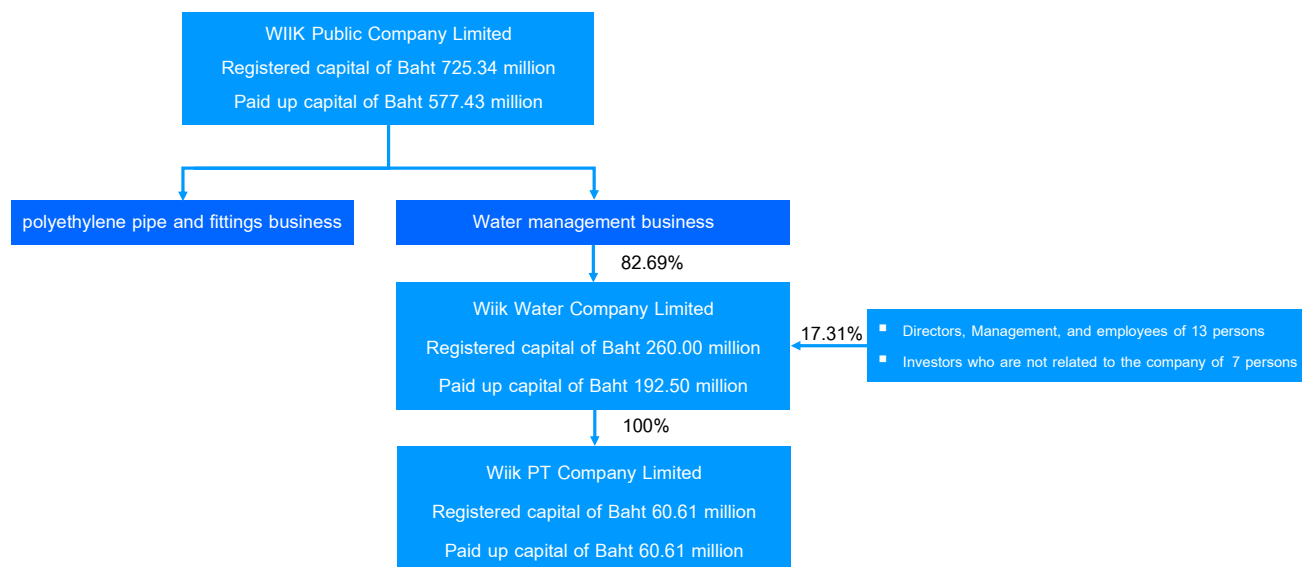 WIIK Public Company Limited
Registered capital of Baht 725.34 million
Paid up capital of Baht 577.43 million
polyethylene pipe and fittings business
Water management business
82.69%
Wiik Water Company Limited
Registered capital of Baht 260.00 million
Paid up capital of Baht 192.50 million
17.31%
▪ Directors, Management, and employees of 13 persons
▪ Investors who are not related to the company of 7 persons
100%
Wiik PT Company Limited
Registered capital of Baht 60.61 million
Paid up capital of Baht 60.61 million